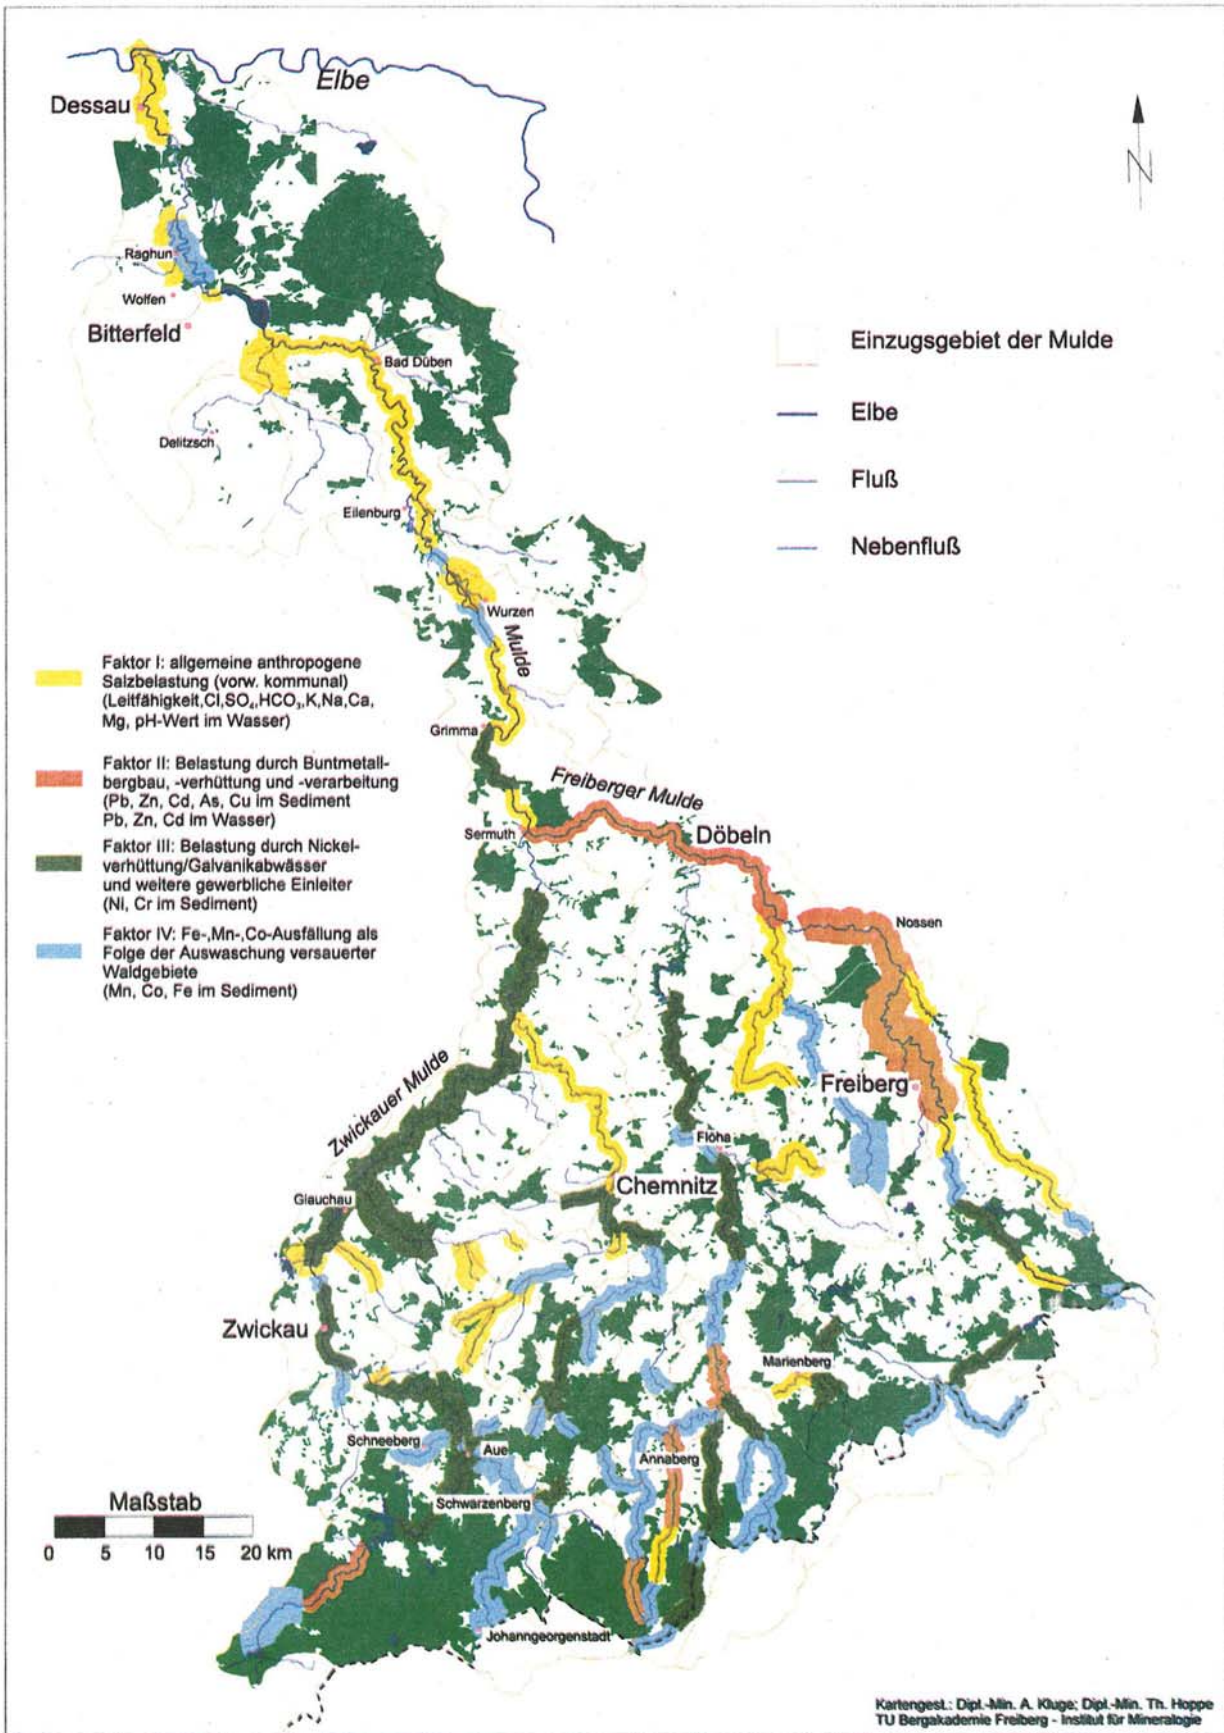 Elbe
Dessau
N
Raghun
Wolfen
Bitterfeld
Bad Düben
Einzugsgebiet der Mulde
Elbe
Delitzsch
Fluß
Eilenburg
Nebenfluß
Wurzen
Mulde
Faktor I: allgemeine anthropogene
Salzbelastung (vorw. kommunal)
(Leitfähigkeit,Cl,SO₄,HCO₃,K,Na,Ca,
Mg, pH-Wert im Wasser)
Grimma
Faktor II: Belastung durch Buntmetall-
bergbau, -verhüttung und -verarbeitung
(Pb, Zn, Cd, As, Cu im Sediment
Pb, Zn, Cd im Wasser)
Freiberger Mulde
Sermuth
Döbeln
Faktor III: Belastung durch Nickel-
verhüttung/Galvanikabwässer
und weitere gewerbliche Einleiter
(Ni, Cr im Sediment)
Nossen
Faktor IV: Fe-,Mn-,Co-Ausfällung als
Folge der Auswaschung versauerter
Waldgebiete
(Mn, Co, Fe im Sediment)
Zwickauer Mulde
Freiberg
Flöha
Chemnitz
Glauchau
Zwickau
Marienberg
Schneeberg
Aue
Annaberg
Schwarzenberg
Maßstab
0 5 10 15 20 km
Johanngeorgenstadt
Kartengest.: Dipl.-Min. A. Kluge; Dipl.-Min. Th. Hoppe
TU Bergakademie Freiberg - Institut für Mineralogie